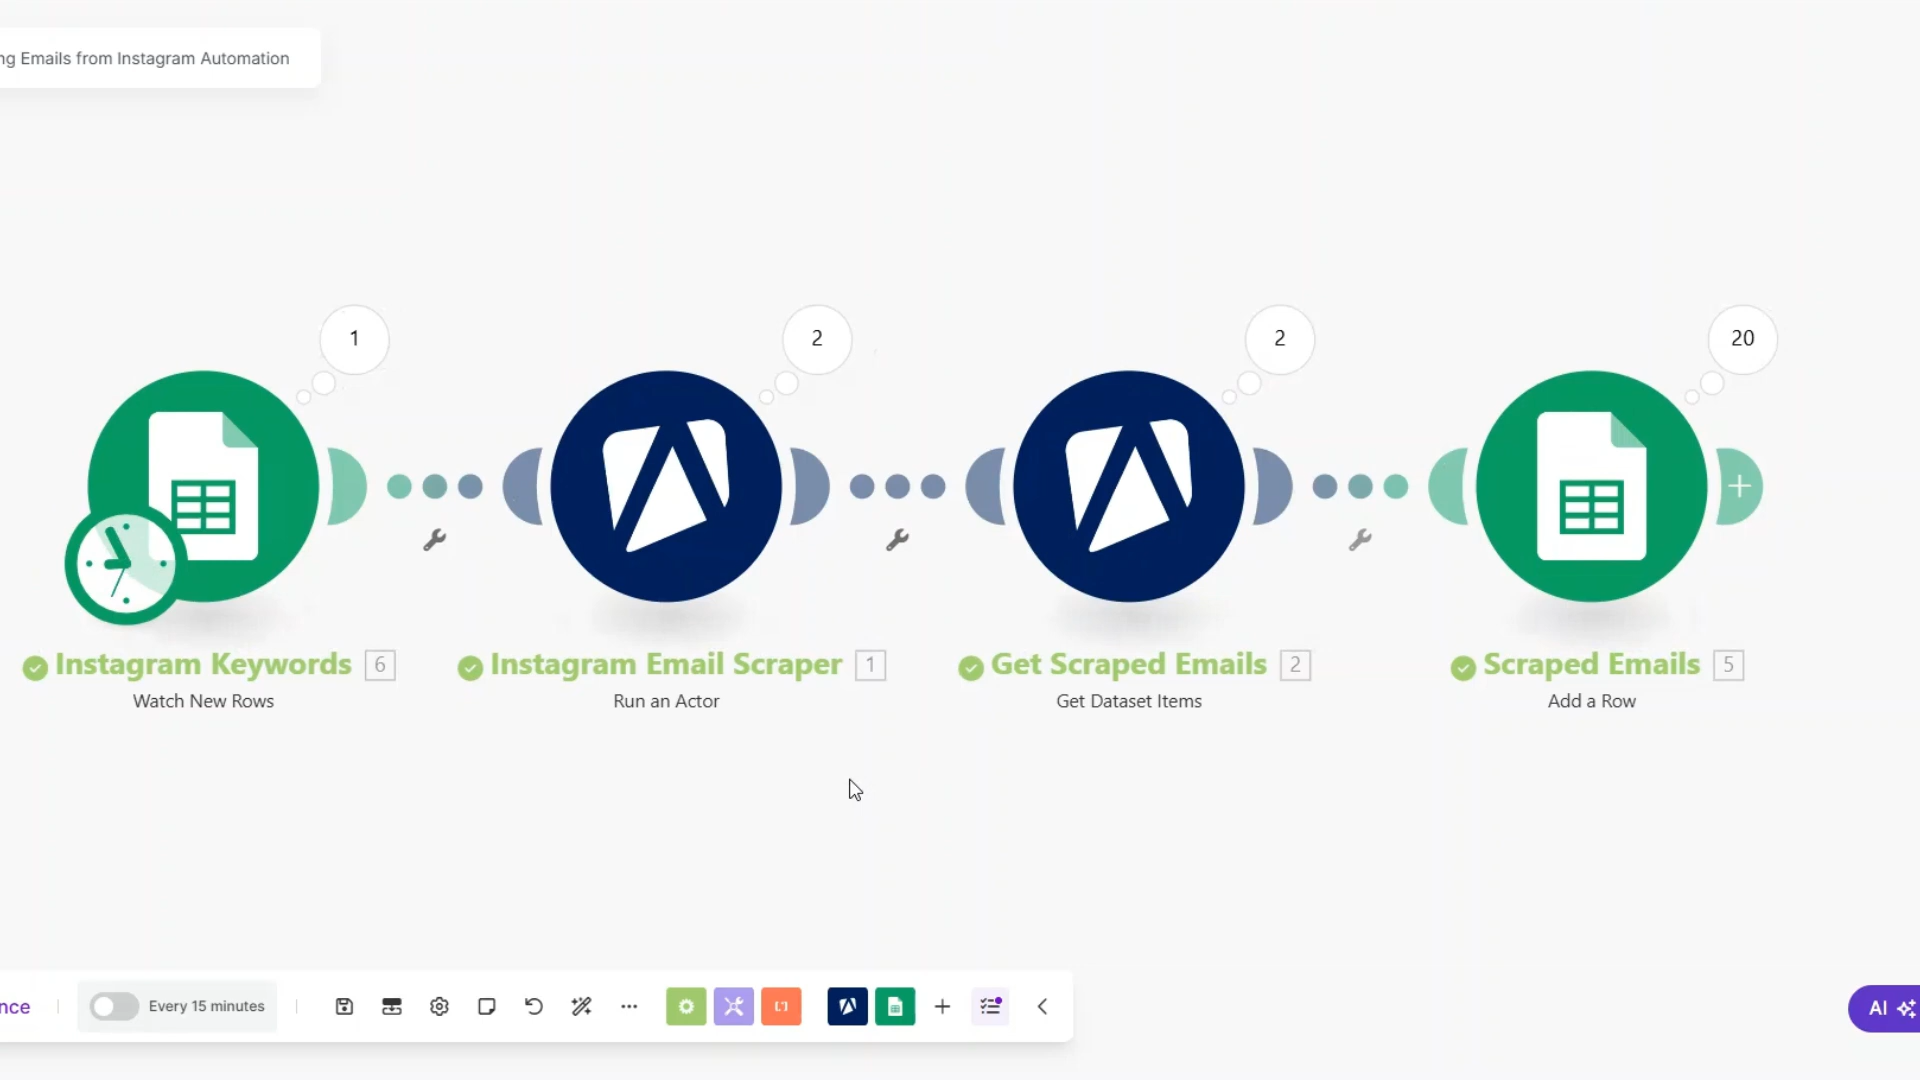 ng Emails from Instagram Automation
1
2
2
20
Instagram Keywords 6
Watch New Rows
Instagram Email Scraper 1
Run an Actor
Get Scraped Emails 2
Get Dataset Items
Scraped Emails 5
Add a Row
nce
Every 15 minutes
AI